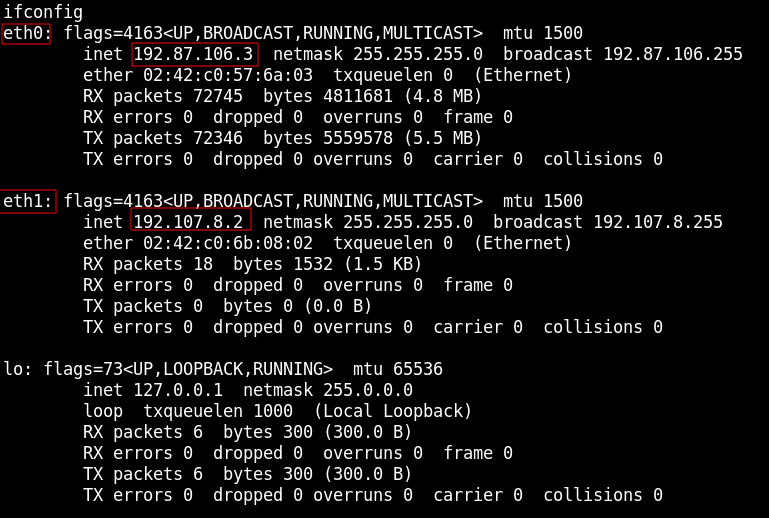 ifconfig
eth0: flags=4163<UP,BROADCAST,RUNNING,MULTICAST>  mtu 1500
        inet 192.87.106.3  netmask 255.255.255.0  broadcast 192.87.106.255
        ether 02:42:c0:57:6a:03  txqueuelen 0  (Ethernet)
        RX packets 72745  bytes 4811681 (4.8 MB)
        RX errors 0  dropped 0  overruns 0  frame 0
        TX packets 72346  bytes 5559578 (5.5 MB)
        TX errors 0  dropped 0 overruns 0  carrier 0  collisions 0

eth1: flags=4163<UP,BROADCAST,RUNNING,MULTICAST>  mtu 1500
        inet 192.107.8.2  netmask 255.255.255.0  broadcast 192.107.8.255
        ether 02:42:c0:6b:08:02  txqueuelen 0  (Ethernet)
        RX packets 18  bytes 1532 (1.5 KB)
        RX errors 0  dropped 0  overruns 0  frame 0
        TX packets 0  bytes 0 (0.0 B)
        TX errors 0  dropped 0 overruns 0  carrier 0  collisions 0

lo: flags=73<UP,LOOPBACK,RUNNING>  mtu 65536
        inet 127.0.0.1  netmask 255.0.0.0
        loop  txqueuelen 1000  (Local Loopback)
        RX packets 6  bytes 300 (300.0 B)
        RX errors 0  dropped 0  overruns 0  frame 0
        TX packets 6  bytes 300 (300.0 B)
        TX errors 0  dropped 0 overruns 0  carrier 0  collisions 0